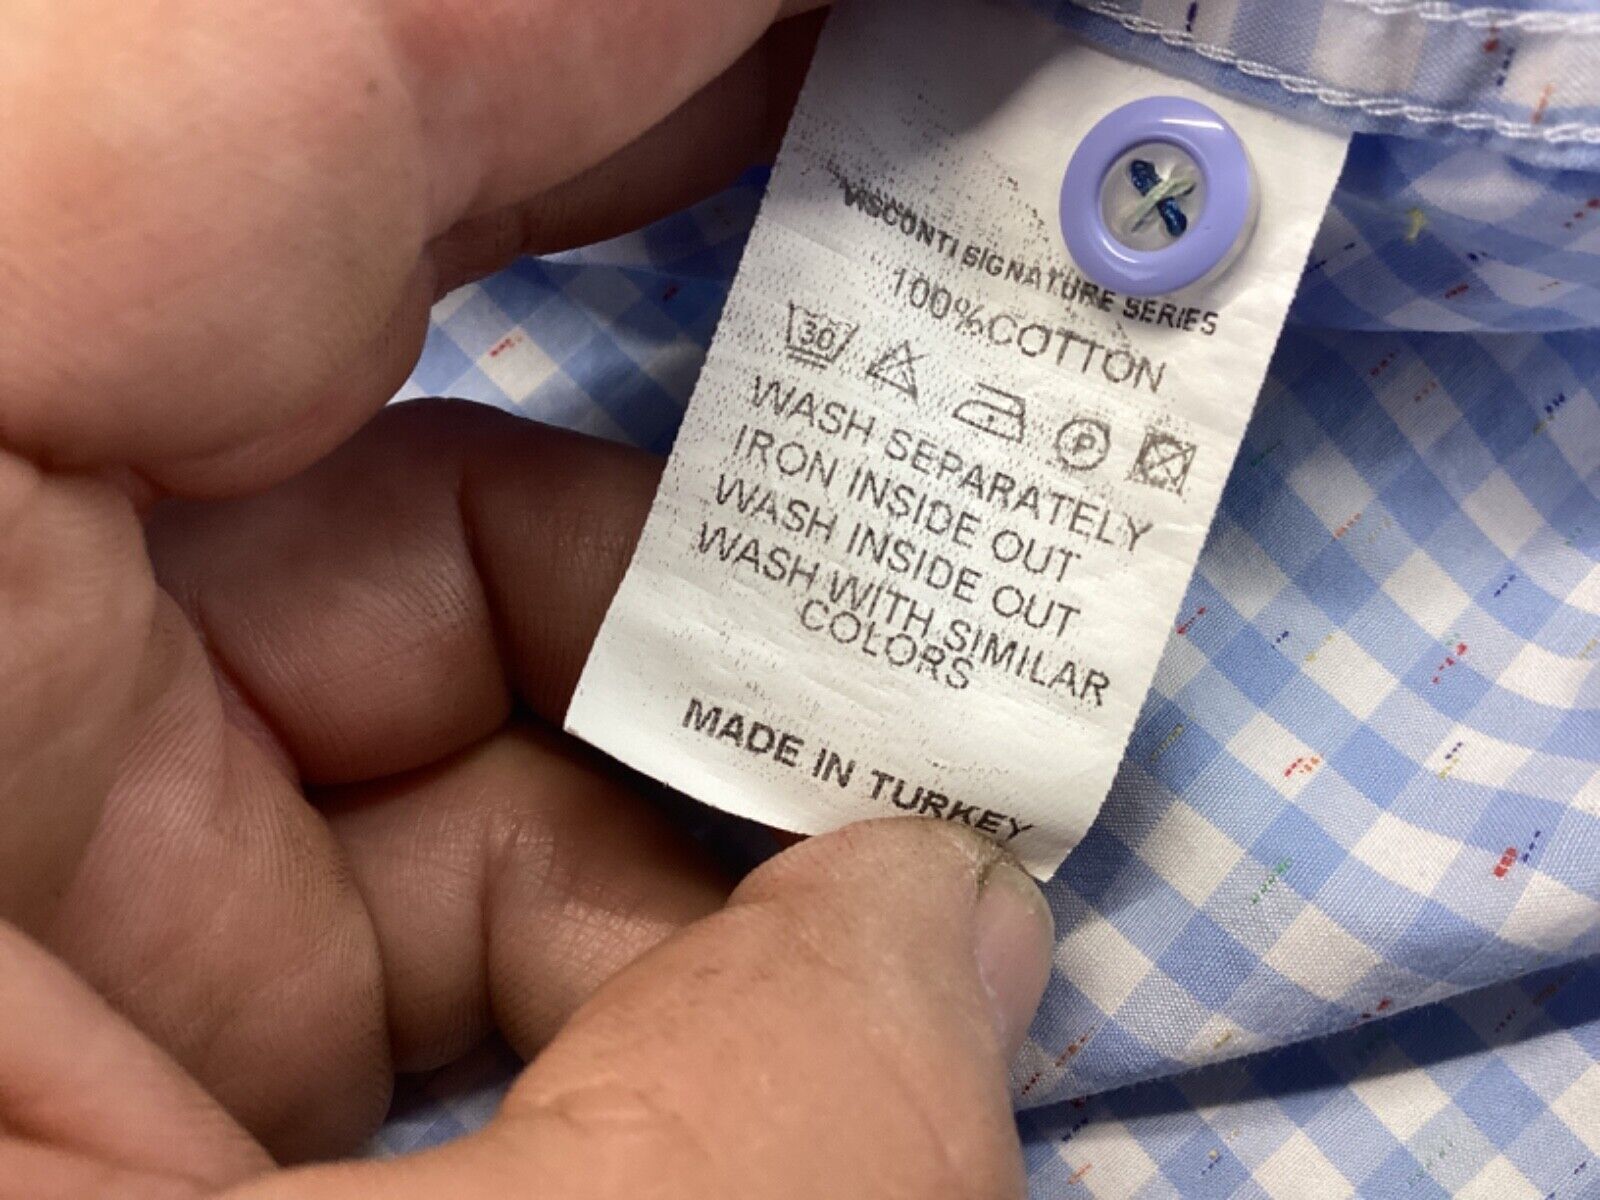 VISCONTI SIGNATURE SERIES
100%COTTON
30
P
WASH SEPARATELY
IRON INSIDE OUT
WASH INSIDE OUT
WASH WITH SIMILAR
COLORS
MADE IN TURKEY